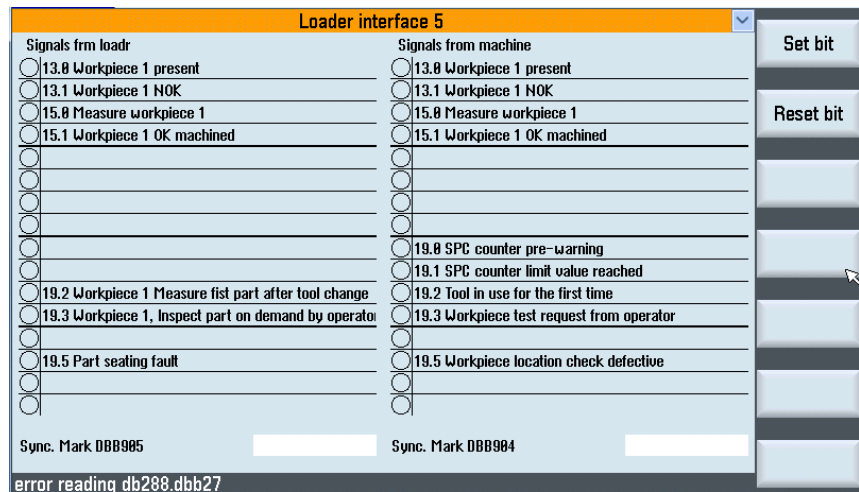 Loader interface 5
Signals frm loadr
Signals from machine
13.0 Workpiece 1 present
13.0 Workpiece 1 present
13.1 Workpiece 1 NOK
13.1 Workpiece 1 NOK
15.0 Measure workpiece 1
15.0 Measure workpiece 1
15.1 Workpiece 1 OK machined
15.1 Workpiece 1 OK machined
19.0 SPC counter pre-warning
19.1 SPC counter limit value reached
19.2 Workpiece 1 Measure fist part after tool change
19.2 Tool in use for the first time
19.3 Workpiece 1, Inspect part on demand by operato
19.3 Workpiece test request from operator
19.5 Part seating fault
19.5 Workpiece location check defective
Sync. Mark DBB905
Sync. Mark DBB904
error reading db288.dbb27
Set bit
Reset bit